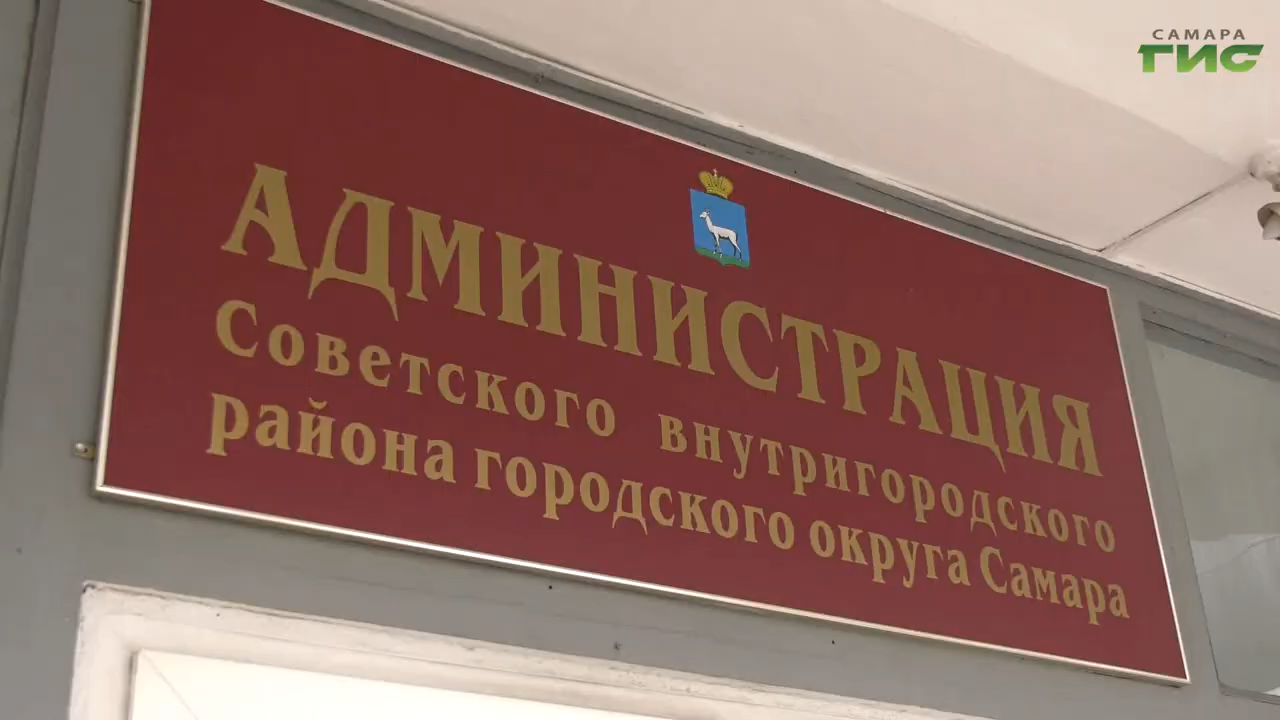 САМАРА
ГИС
АДМИНИСТРАЦИЯ
Советского внутригородского
района городского округа Самара